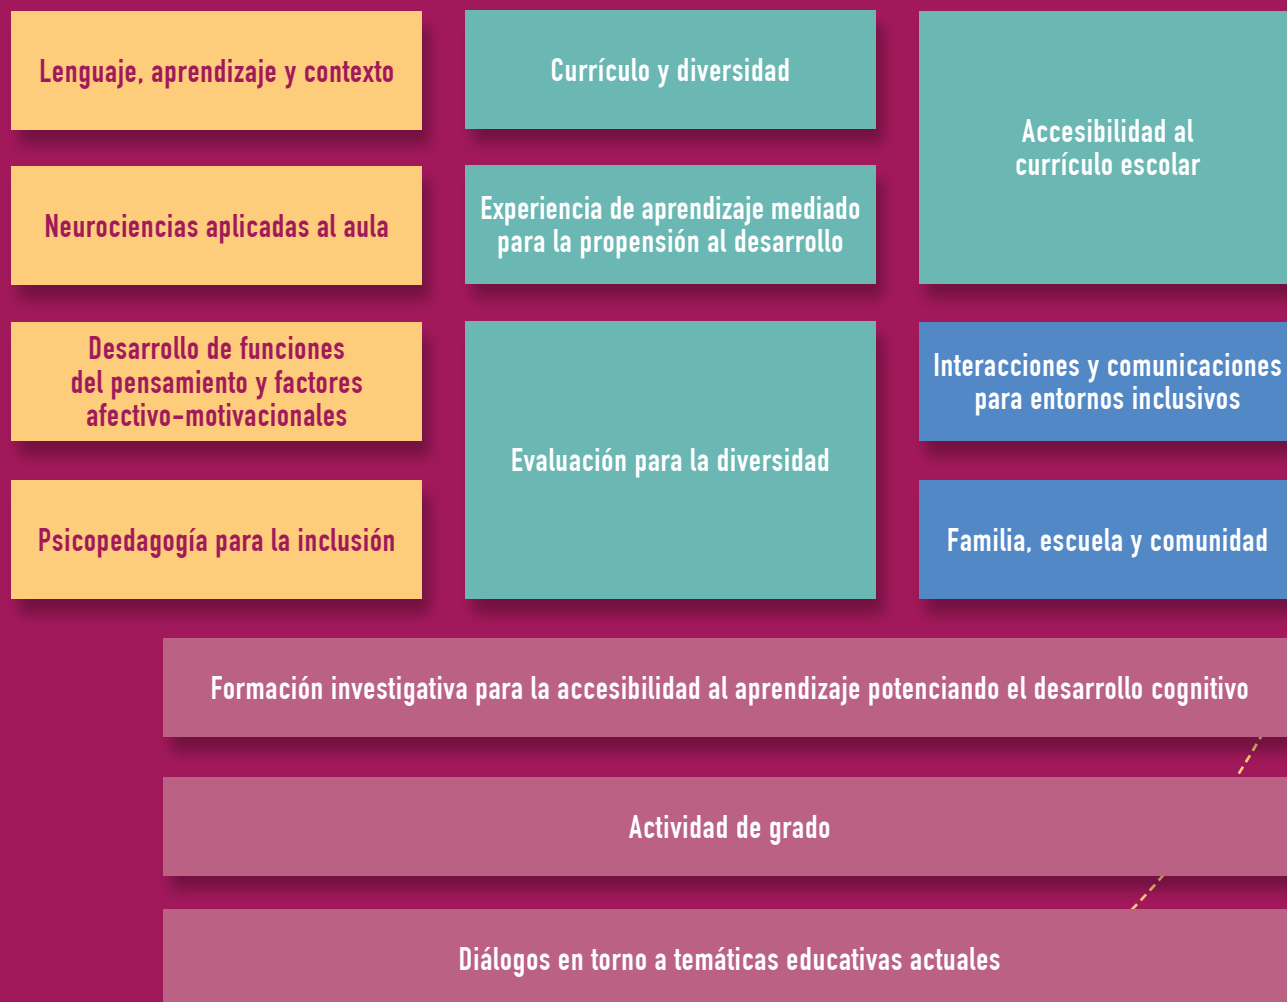 Lenguaje, aprendizaje y contexto
Neurociencias aplicadas al aula
Desarrollo de funciones
del pensamiento y factores
afectivo-motivacionales
Psicopedagogía para la inclusión
Currículo y diversidad
Experiencia de aprendizaje mediado
para la propensión al desarrollo
Evaluación para la diversidad
Accesibilidad al
currículo escolar
Interacciones y comunicaciones
para entornos inclusivos
Familia, escuela y comunidad
Formación investigativa para la accesibilidad al aprendizaje potenciando el desarrollo cognitivo
Actividad de grado
Diálogos en torno a temáticas educativas actuales